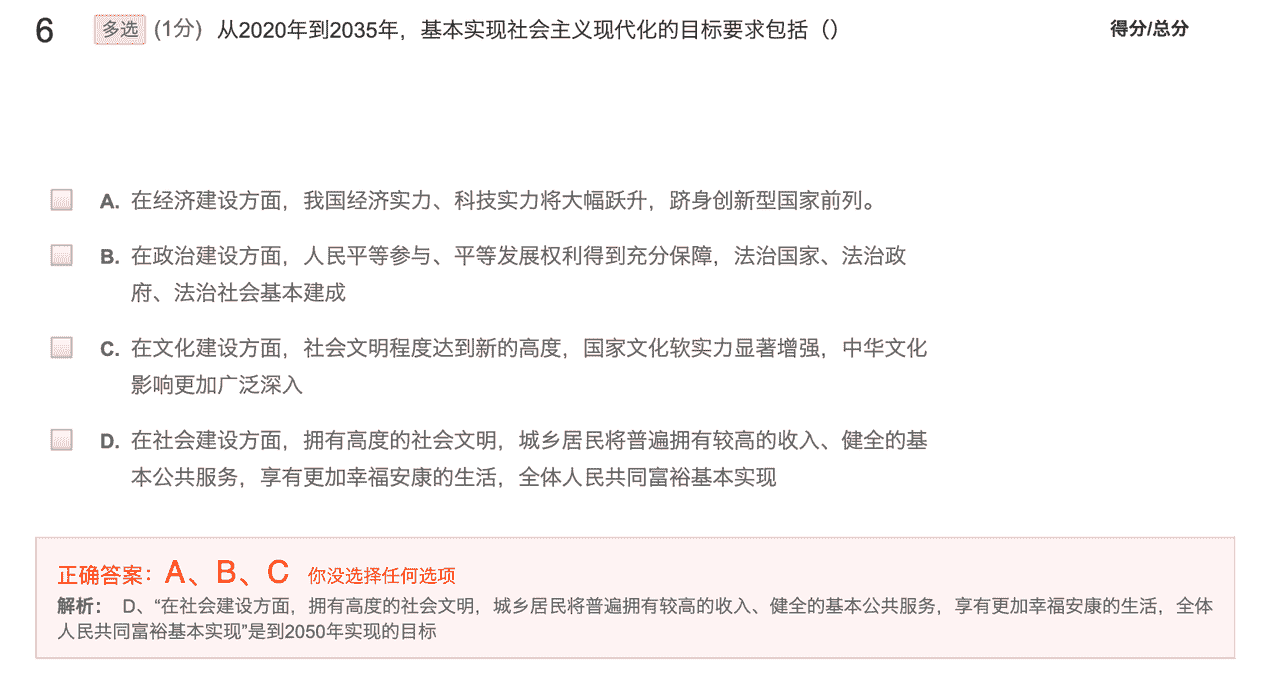 6 多选 (1分) 从2020年到2035年，基本实现社会主义现代化的目标要求包括（） 得分/总分
A. 在经济建设方面，我国经济实力、科技实力将大幅跃升，跻身创新型国家前列。
B. 在政治建设方面，人民平等参与、平等发展权利得到充分保障，法治国家、法治政
府、法治社会基本建成
C. 在文化建设方面，社会文明程度达到新的高度，国家文化软实力显著增强，中华文化
影响更加广泛深入
D. 在社会建设方面，拥有高度的社会文明，城乡居民将普遍拥有较高的收入、健全的基
本公共服务，享有更加幸福安康的生活，全体人民共同富裕基本实现
正确答案：A、B、C 你没选择任何选项
解析： D、“在社会建设方面，拥有高度的社会文明，城乡居民将普遍拥有较高的收入、健全的基本公共服务，享有更加幸福安康的生活，全体
人民共同富裕基本实现”是到2050年实现的目标